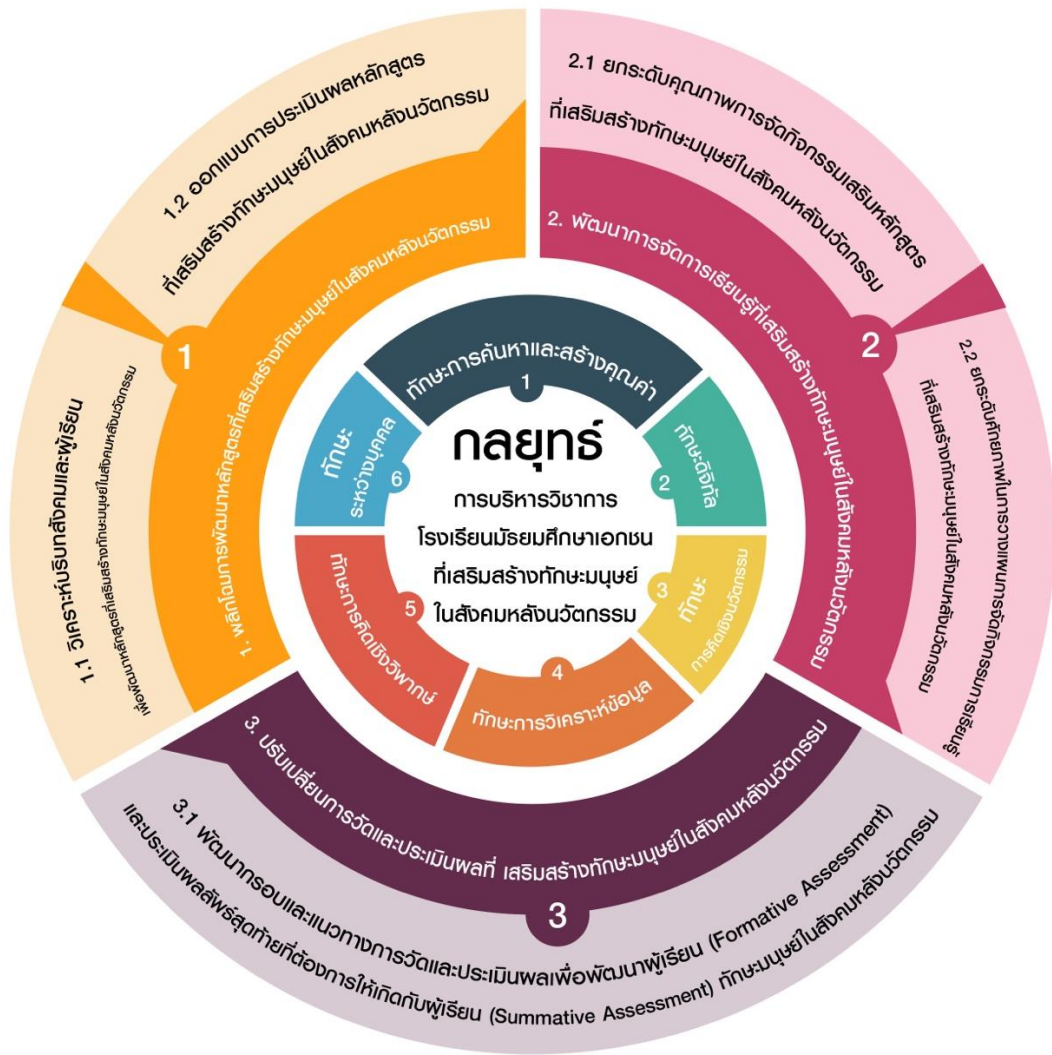 กลยุทธ์
การบริหารวิชาการ
โรงเรียนมัธยมศึกษาเอกชน
ที่เสริมสร้างทักษะมนุษย์
ในสังคมหลังนวัตกรรม
ทักษะการค้นหาและสร้างคุณค่า
1
ทักษะดิจิทัล
2
ทักษะ
การคิดเชิงนวัตกรรม
3
ทักษะการวิเคราะห์ข้อมูล
4
ทักษะการคิดเชิงวิพากษ์
5
ทักษะ
ระหว่างบุคคล
6
1
1. พลิกโฉมการพัฒนาหลักสูตรที่เสริมสร้างทักษะมนุษย์ในสังคมหลังนวัตกรรม
1.1 วิเคราะห์บริบทสังคมและผู้เรียน
เพื่อพัฒนาหลักสูตรที่เสริมสร้างทักษะมนุษย์ในสังคมหลังนวัตกรรม
1.2 ออกแบบการประเมินผลหลักสูตร
ที่เสริมสร้างทักษะมนุษย์ในสังคมหลังนวัตกรรม
2
2. พัฒนาการจัดการเรียนรู้ที่เสริมสร้างทักษะมนุษย์ในสังคมหลังนวัตกรรม
2.1 ยกระดับคุณภาพการจัดกิจกรรมเสริมหลักสูตร
ที่เสริมสร้างทักษะมนุษย์ในสังคมหลังนวัตกรรม
2.2 ยกระดับศักยภาพในการวางแผนการจัดกิจกรรมการเรียนรู้
ที่เสริมสร้างทักษะมนุษย์ในสังคมหลังนวัตกรรม
3. ปรับเปลี่ยนการวัดและประเมินผลที่ เสริมสร้างทักษะมนุษย์ในสังคมหลังนวัตกรรม
3
3.1 พัฒนากรอบและแนวทางการวัดและประเมินผลเพื่อพัฒนาผู้เรียน (Formative Assessment)
และประเมินผลลัพธ์สุดท้ายที่ต้องการให้เกิดกับผู้เรียน (Summative Assessment) ทักษะมนุษย์ในสังคมหลังนวัตกรรม